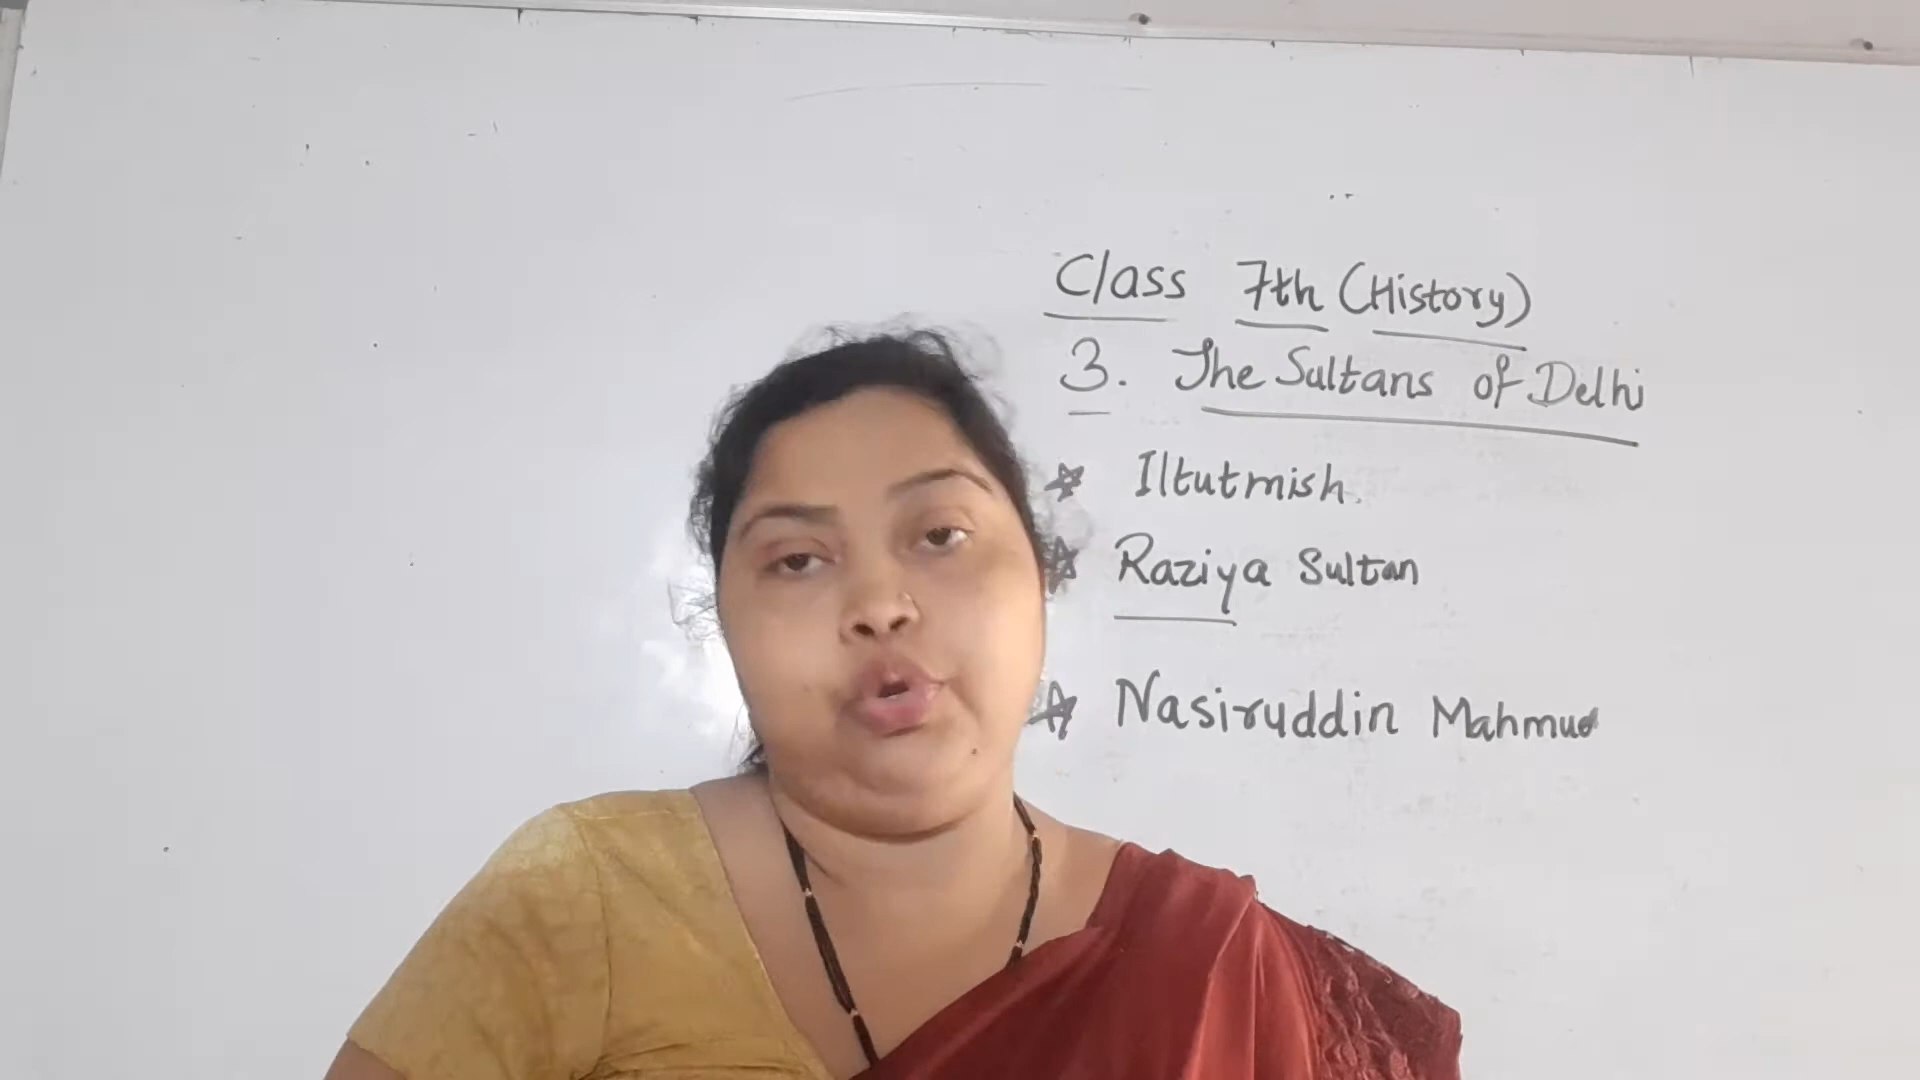 Class 7th (History)
3. The Sultans of Delhi
☆ Iltutmish.
☆ Raziya Sultan
☆ Nasiruddin Mahmud